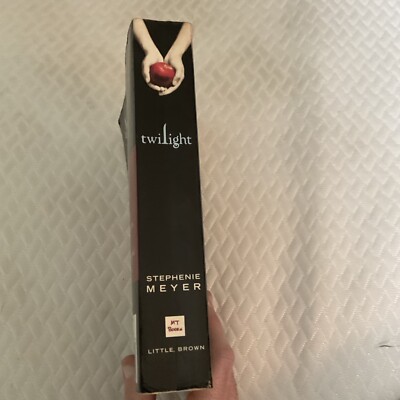 twilight
STEPHENIE
MEYER
LITTLE, BROWN